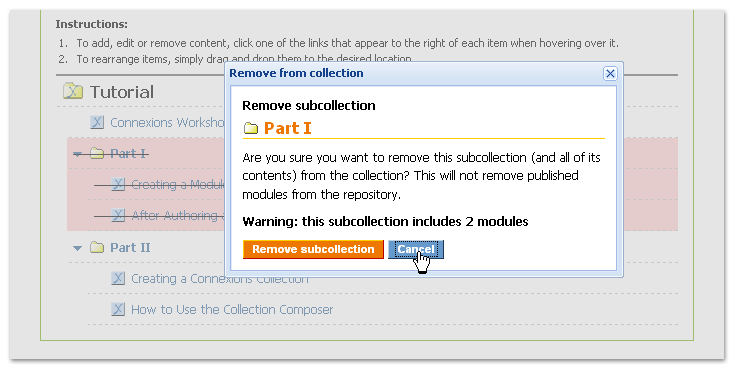 Instructions:
1. To add, edit or remove content, click one of the links that appear to the right of each item when hovering over it.
2. To rearrange items, simply drag and drop them to the desired location.
Remove from collection
Tutorial
Remove subcollection
Connexions Worksho
Part I
Part I
Are you sure you want to remove this subcollection (and all of its
contents) from the collection? This will not remove published
modules from the repository.
Creating a Modul
After Authoring
Warning: this subcollection includes 2 modules
Part II
Remove subcollection
Cancel
Creating a Connexions Collection
How to Use the Collection Composer